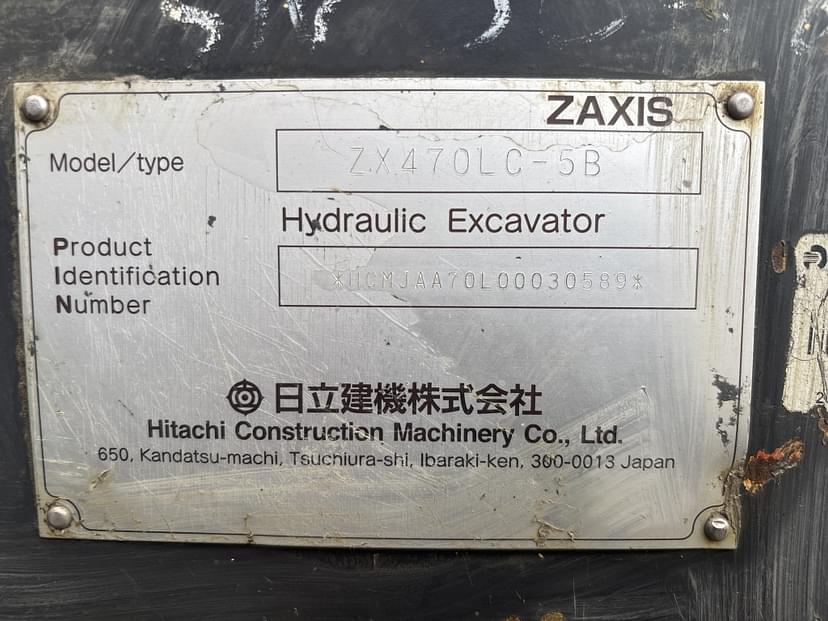 ZAXIS
Model/type
ZX470LC-5B
Hydraulic Excavator
Product
Identification
Number
*HCMJAA70L00030589*
日立建機株式会社
Hitachi Construction Machinery Co., Ltd.
650, Kandatsu-machi, Tsuchiura-shi, Ibaraki-ken, 300-0013 Japan